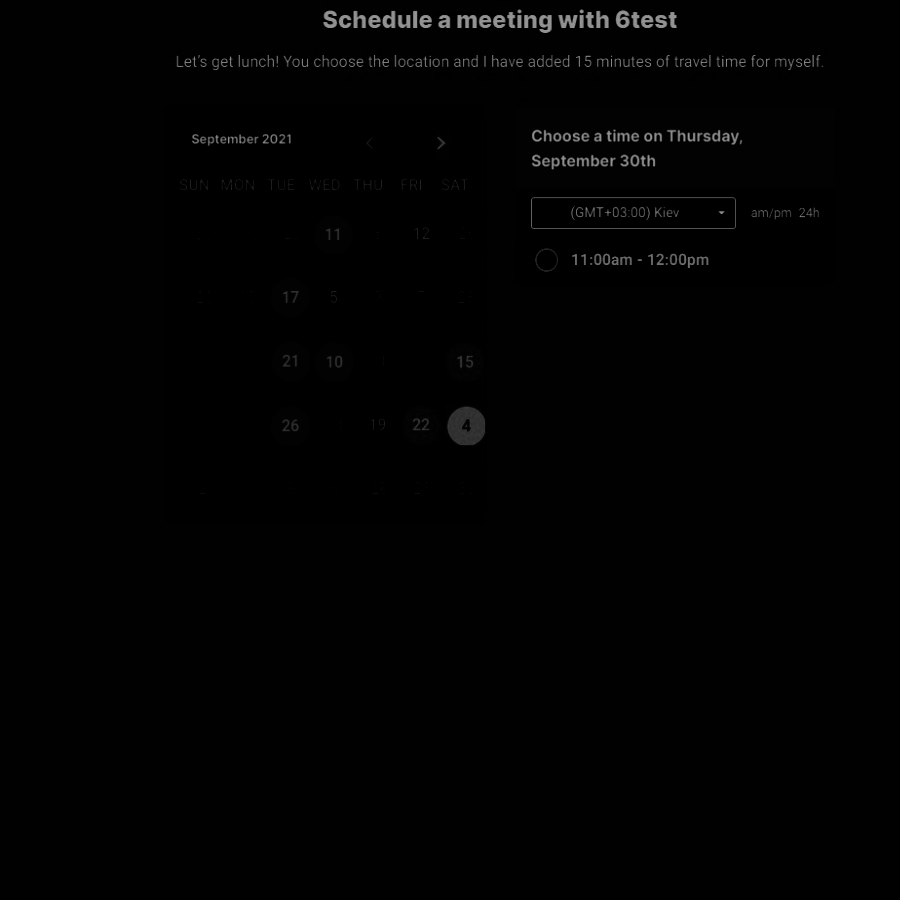 Schedule a meeting with 6test
Let's get lunch! You choose the location and I have added 15 minutes of travel time for myself.
September 2021
SUN MON TUE WED THU FRI SAT
11 12
17 5
21 10 15
26 19 22 4
Choose a time on Thursday,
September 30th
(GMT+03:00) Kiev
am/pm 24h
11:00am - 12:00pm